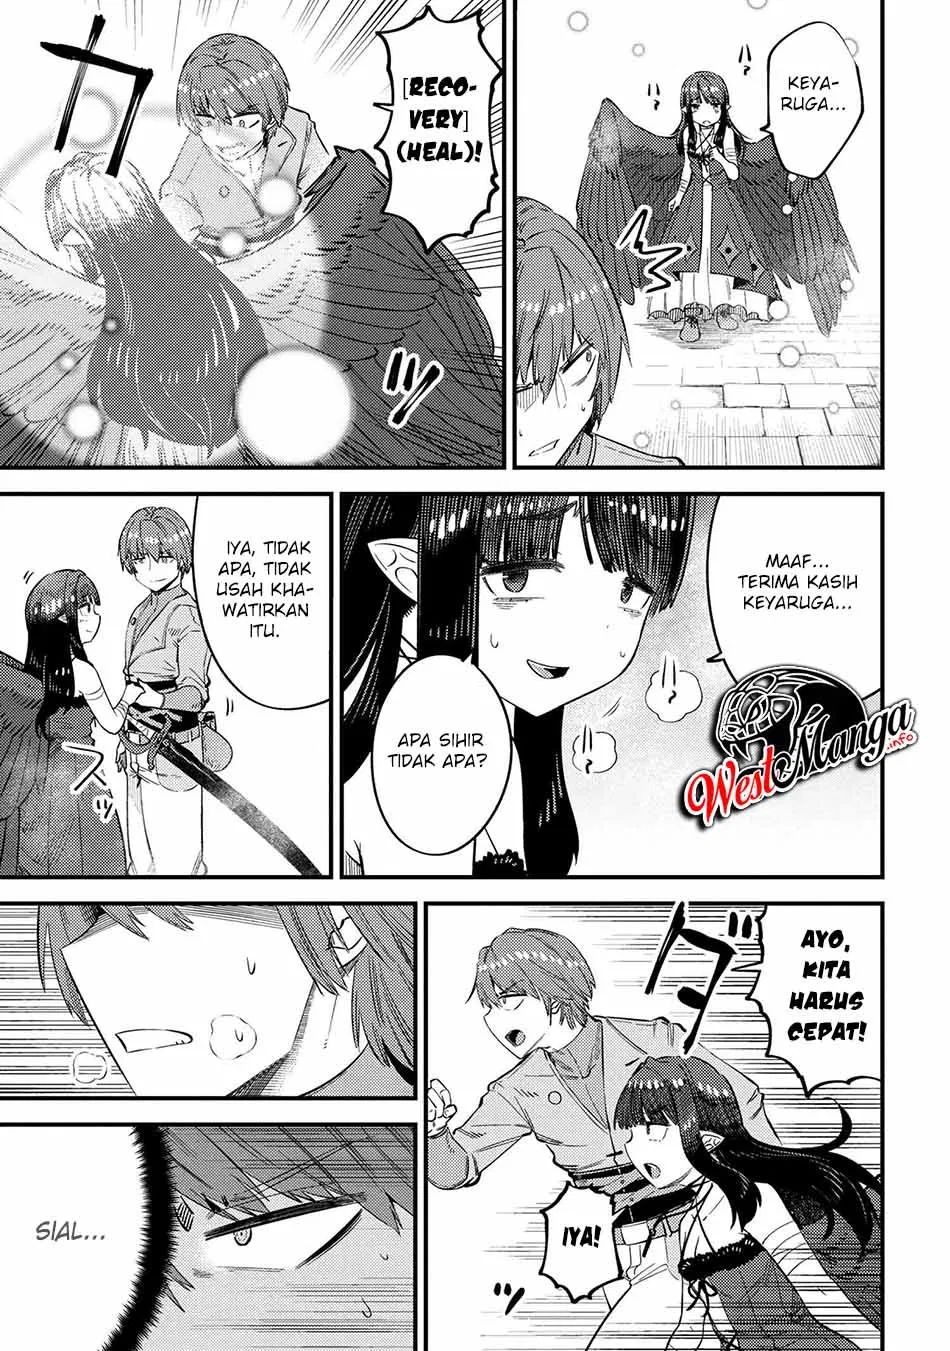 KEYA-
RUGA...
[RECO-
VERY]
(HEAL)!
MAAF...
TERIMA KASIH
KEYARUGA...
APA SIHIR
TIDAK APA?
IYA, TIDAK
APA, TIDAK
USAH KHA-
WATIRKAN
ITU.
WestManga
.info
AYO,
KITA
HARUS
CEPAT!
IYA!
SIAL...